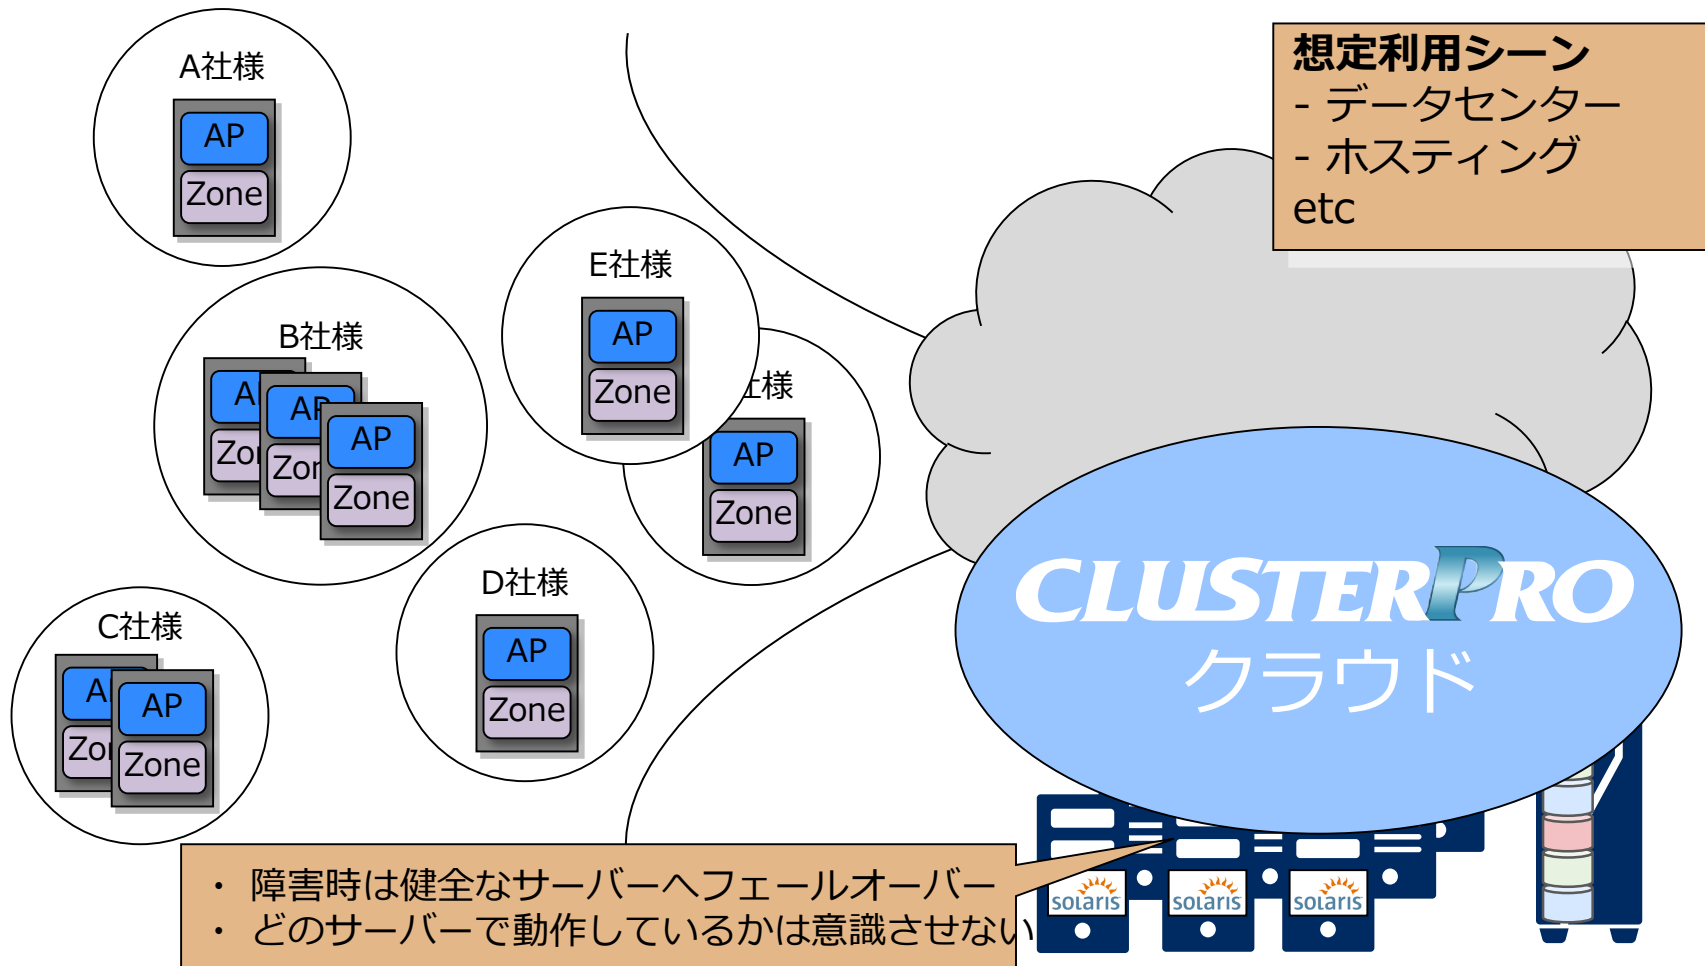 A社様
AP
Zone
B社様
AP
AP
Zone
C社様
AP
Zone
D社様
AP
Zone
E社様
AP
Zone
社様
AP
Zone
想定利用シーン
- データセンター
- ホスティング
etc
CLUSTERPRO
クラウド
・ 障害時は健全なサーバーへフェールオーバー
・ どのサーバーで動作しているかは意識させない
solaris
solaris
solaris